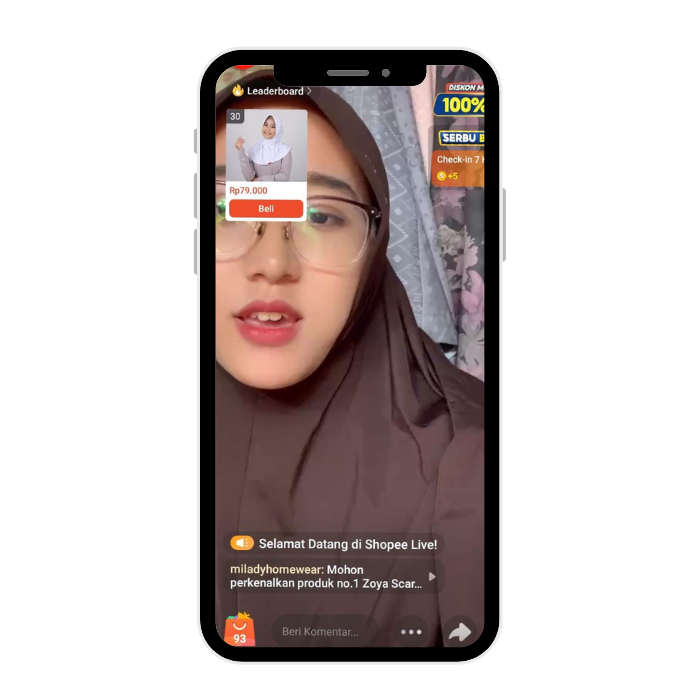 Leaderboard
DISKON M
100%
30
SERBU
Check-in 7
+5
Rp79.000
Beli
Selamat Datang di Shopee Live!
miladyhomewear: Mohon
perkenalkan produk no.1 Zoya Scar...
93
Beri Komentar...